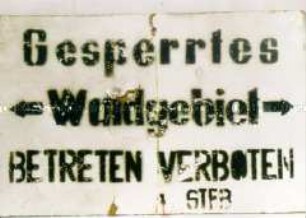 Gesperrtes
←Waldgebiet→
BETRETEN VERBOTEN
STFB